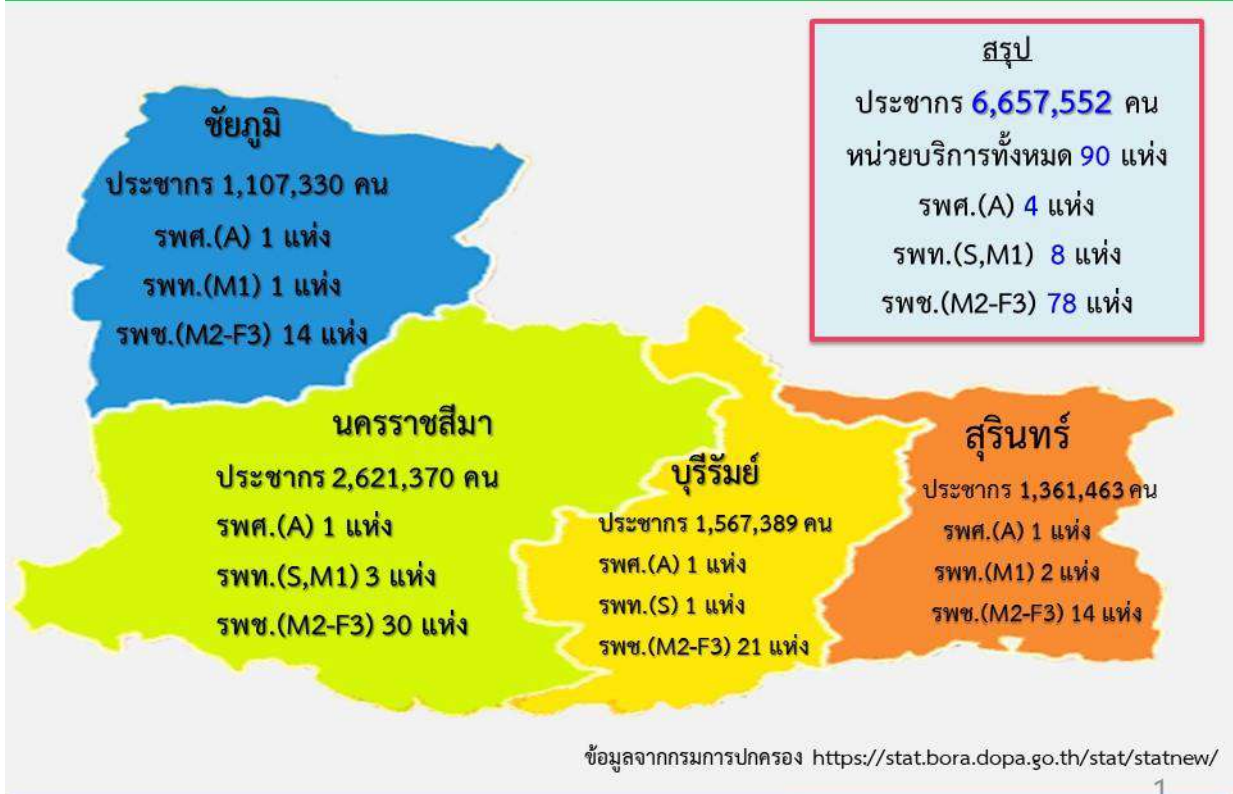 สรุป
ประชากร 6,657,552 คน
หน่วยบริการทั้งหมด 90 แห่ง
รพศ.(A) 4 แห่ง
รพท.(S,M1) 8 แห่ง
รพช.(M2-F3) 78 แห่ง
ชัยภูมิ
ประชากร 1,107,330 คน
รพศ.(A) 1 แห่ง
รพท.(M1) 1 แห่ง
รพช.(M2-F3) 14 แห่ง
นครราชสีมา
ประชากร 2,621,370 คน
รพศ.(A) 1 แห่ง
รพท.(S,M1) 3 แห่ง
รพช.(M2-F3) 30 แห่ง
บุรีรัมย์
ประชากร 1,567,389 คน
รพศ.(A) 1 แห่ง
รพท.(S) 1 แห่ง
รพช.(M2-F3) 21 แห่ง
สุรินทร์
ประชากร 1,361,463 คน
รพศ.(A) 1 แห่ง
รพท.(M1) 2 แห่ง
รพช.(M2-F3) 14 แห่ง
ข้อมูลจากกรมการปกครอง https://stat.bora.dopa.go.th/stat/statnew/
1